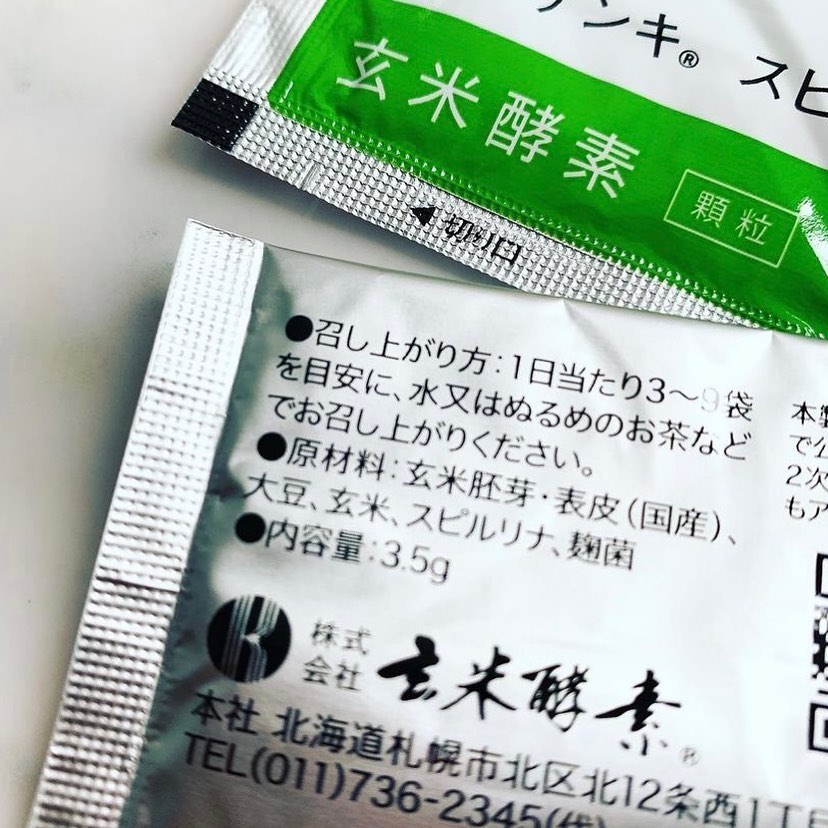 ゲンキ® スピ
玄米酵素 顆粒
◀切り口
●召し上がり方:1日当たり3〜9袋
を目安に、水又はぬるめのお茶など
でお召し上がりください。
●原材料:玄米胚芽・表皮(国産)、
大豆、玄米、スピルリナ、麹菌
●内容量:3.5g
本製
で公
2次
もア
株式
会社 玄米酵素®
本社 北海道札幌市北区北12条西1丁目
TEL(011)736-2345(代)